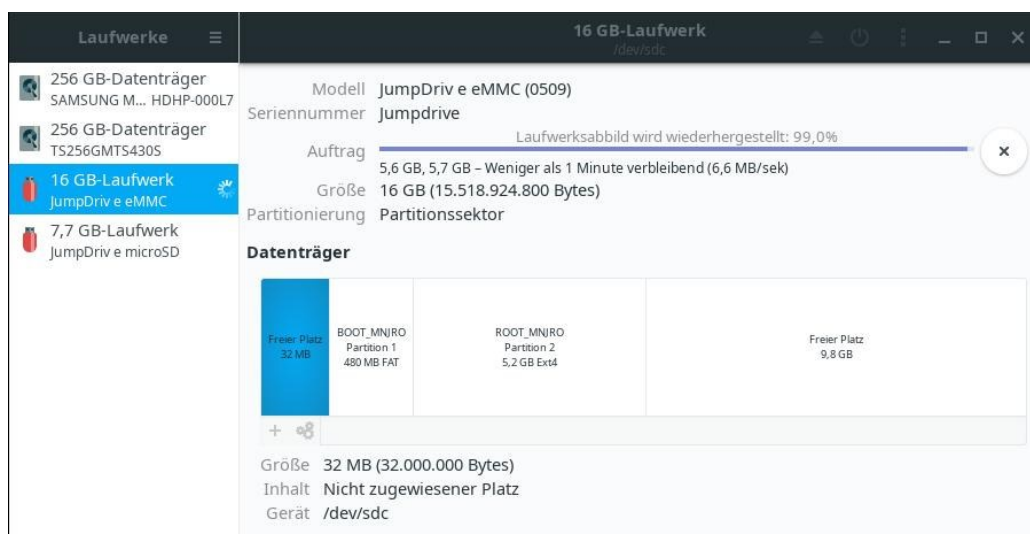 Laufwerke
16 GB-Laufwerk
/dev/sdc
256 GB-Datenträger
SAMSUNG M... HDHP-000L7
256 GB-Datenträger
TS256GMTS430S
16 GB-Laufwerk
JumpDriv e eMMC
7,7 GB-Laufwerk
JumpDriv e microSD
Modell JumpDriv e eMMC (0509)
Seriennummer Jumpdrive
Laufwerksabbild wird wiederhergestellt: 99,0%
Auftrag
5,6 GB, 5,7 GB – Weniger als 1 Minute verbleibend (6,6 MB/sek)
Größe 16 GB (15.518.924.800 Bytes)
Partitionierung Partitionssektor
Datenträger
Freier Platz
32 MB
BOOT_MNJRO
Partition 1
480 MB FAT
ROOT_MNJRO
Partition 2
5,2 GB Ext4
Freier Platz
9,8 GB
Größe 32 MB (32.000.000 Bytes)
Inhalt Nicht zugewiesener Platz
Gerät /dev/sdc